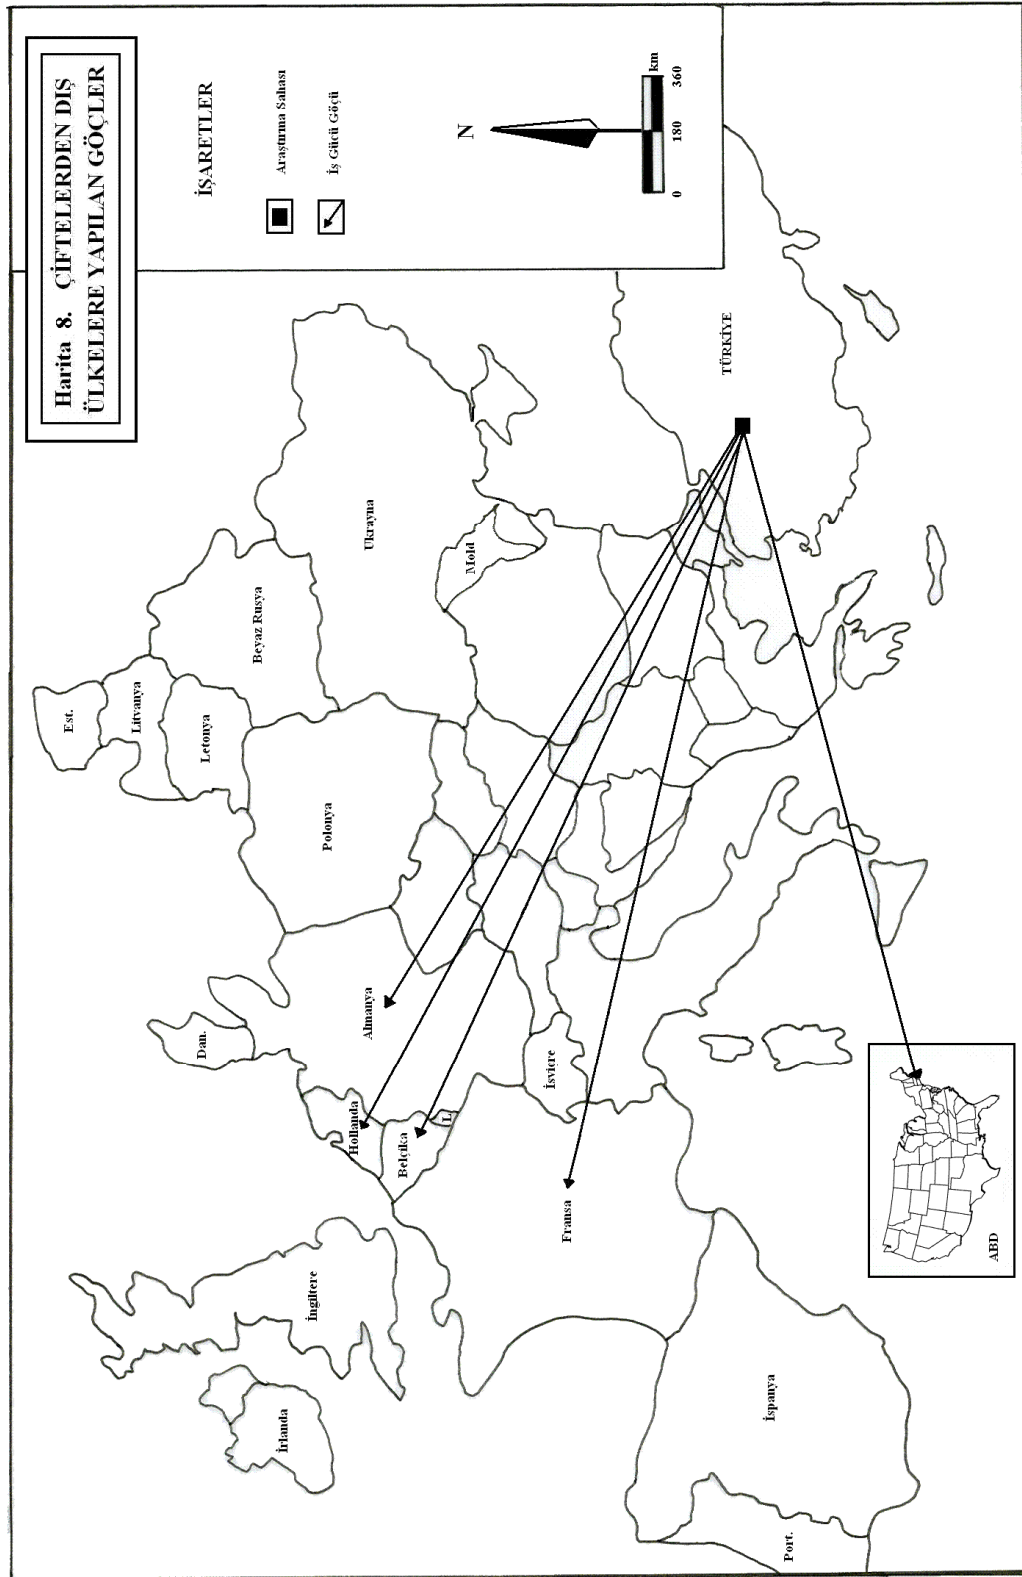 Harita 8. ÇİFTELERDEN DIŞ
ÜLKELERE YAPILAN GÖÇLER
İŞARETLER
Araştırma Sahası
İş Gücü Göçü
N
km
0 180 360
Est.
Litvanya
Letonya
Beyaz Rusya
Polonya
Ukrayna
Mold
Dan.
Almanya
Hollanda
Belçika
L.
İsviçre
Fransa
İngiltere
İrlanda
İspanya
Port.
TÜRKİYE
ABD